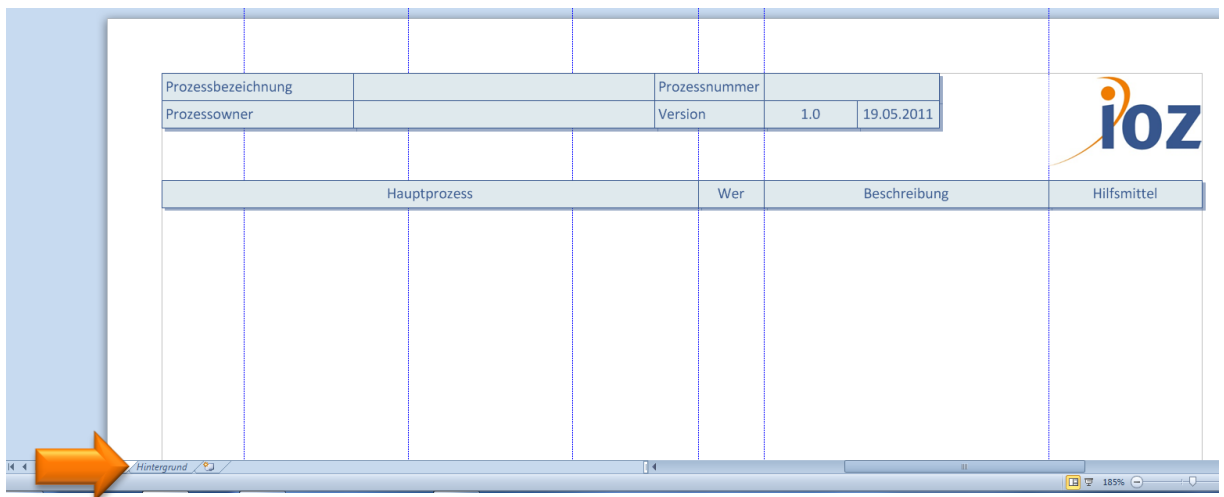 Prozessbezeichnung Prozessnummer
Prozessowner Version 1.0 19.05.2011
ioz
Hauptprozess Wer Beschreibung Hilfsmittel
Hintergrund
185%